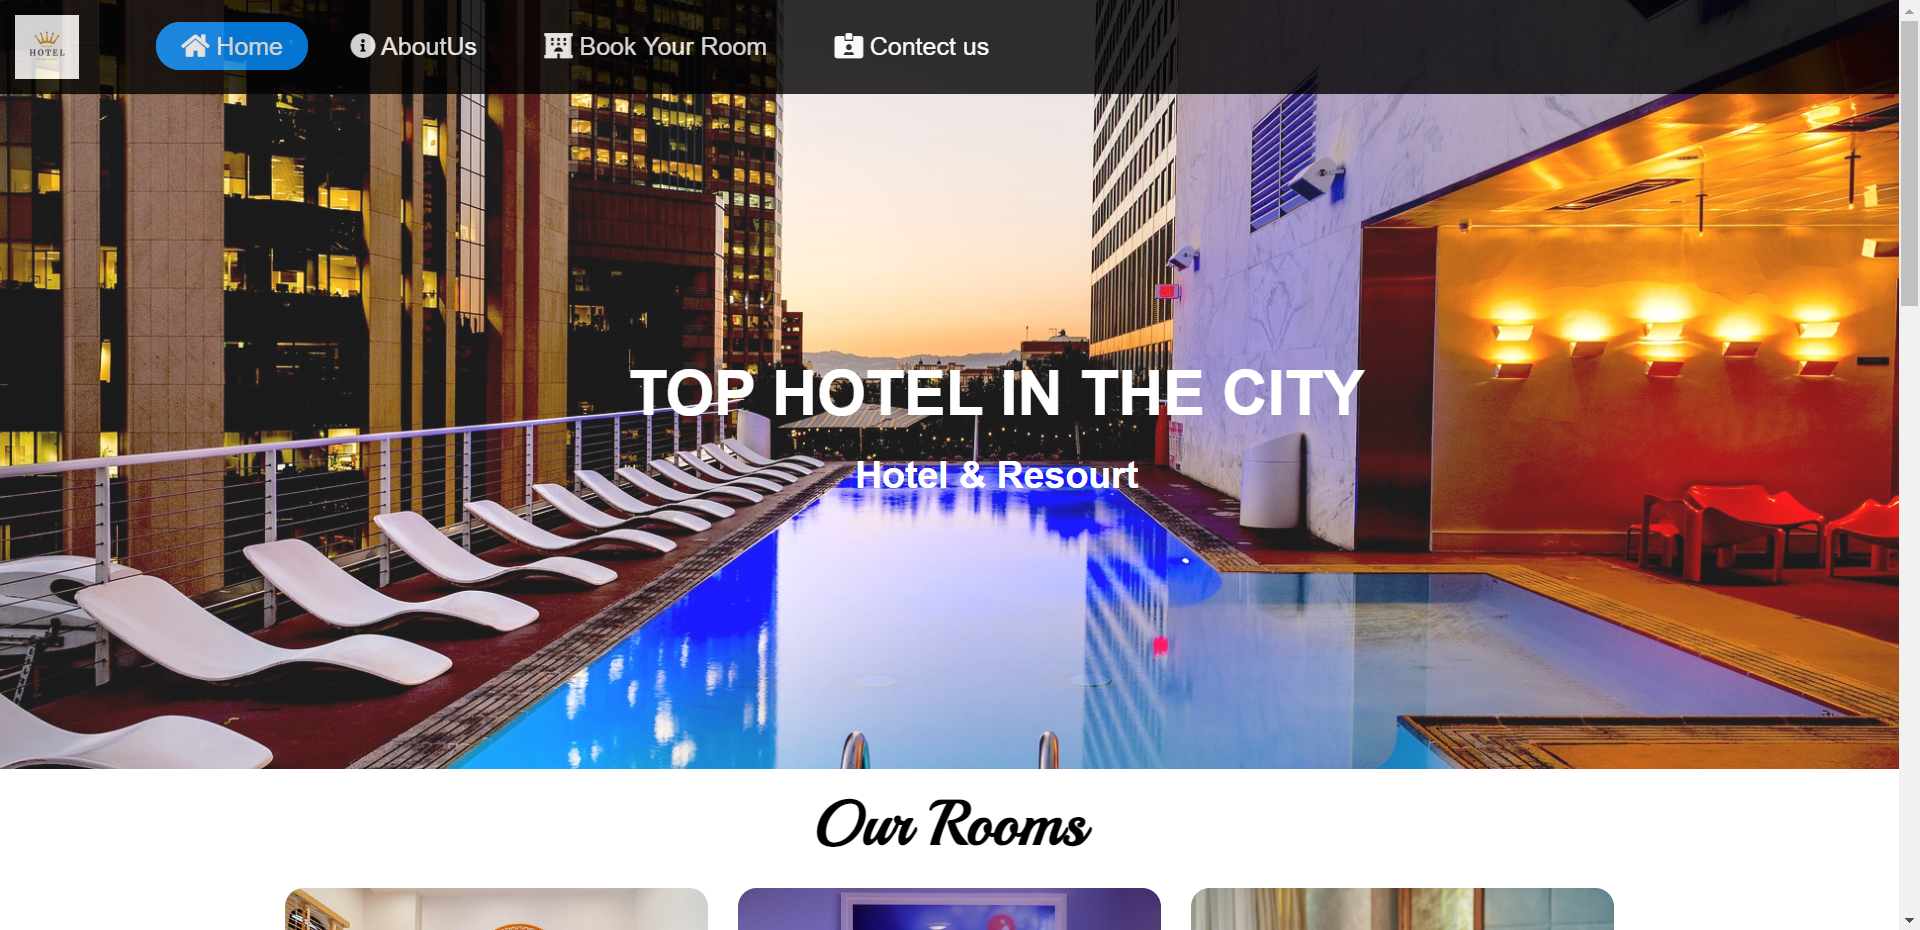 HOTEL
Home
AboutUs
Book Your Room
Contect us
TOP HOTEL IN THE CITY
Hotel & Resourt
Our Rooms